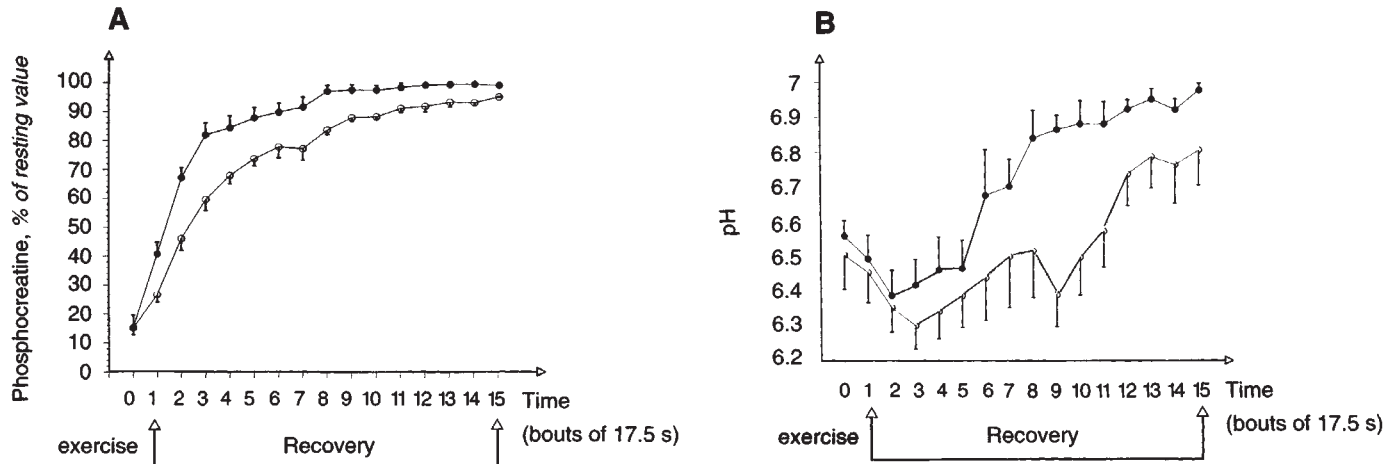 A
Phosphocreatine, % of resting value
100
90
80
70
60
50
40
30
20
10
0
0 1 2 3 4 5 6 7 8 9 10 11 12 13 14 15 Time
(bouts of 17.5 s)
exercise Recovery
B
pH
7
6.9
6.8
6.7
6.6
6.5
6.4
6.3
6.2
0 1 2 3 4 5 6 7 8 9 10 11 12 13 14 15 Time
(bouts of 17.5 s)
exercise Recovery